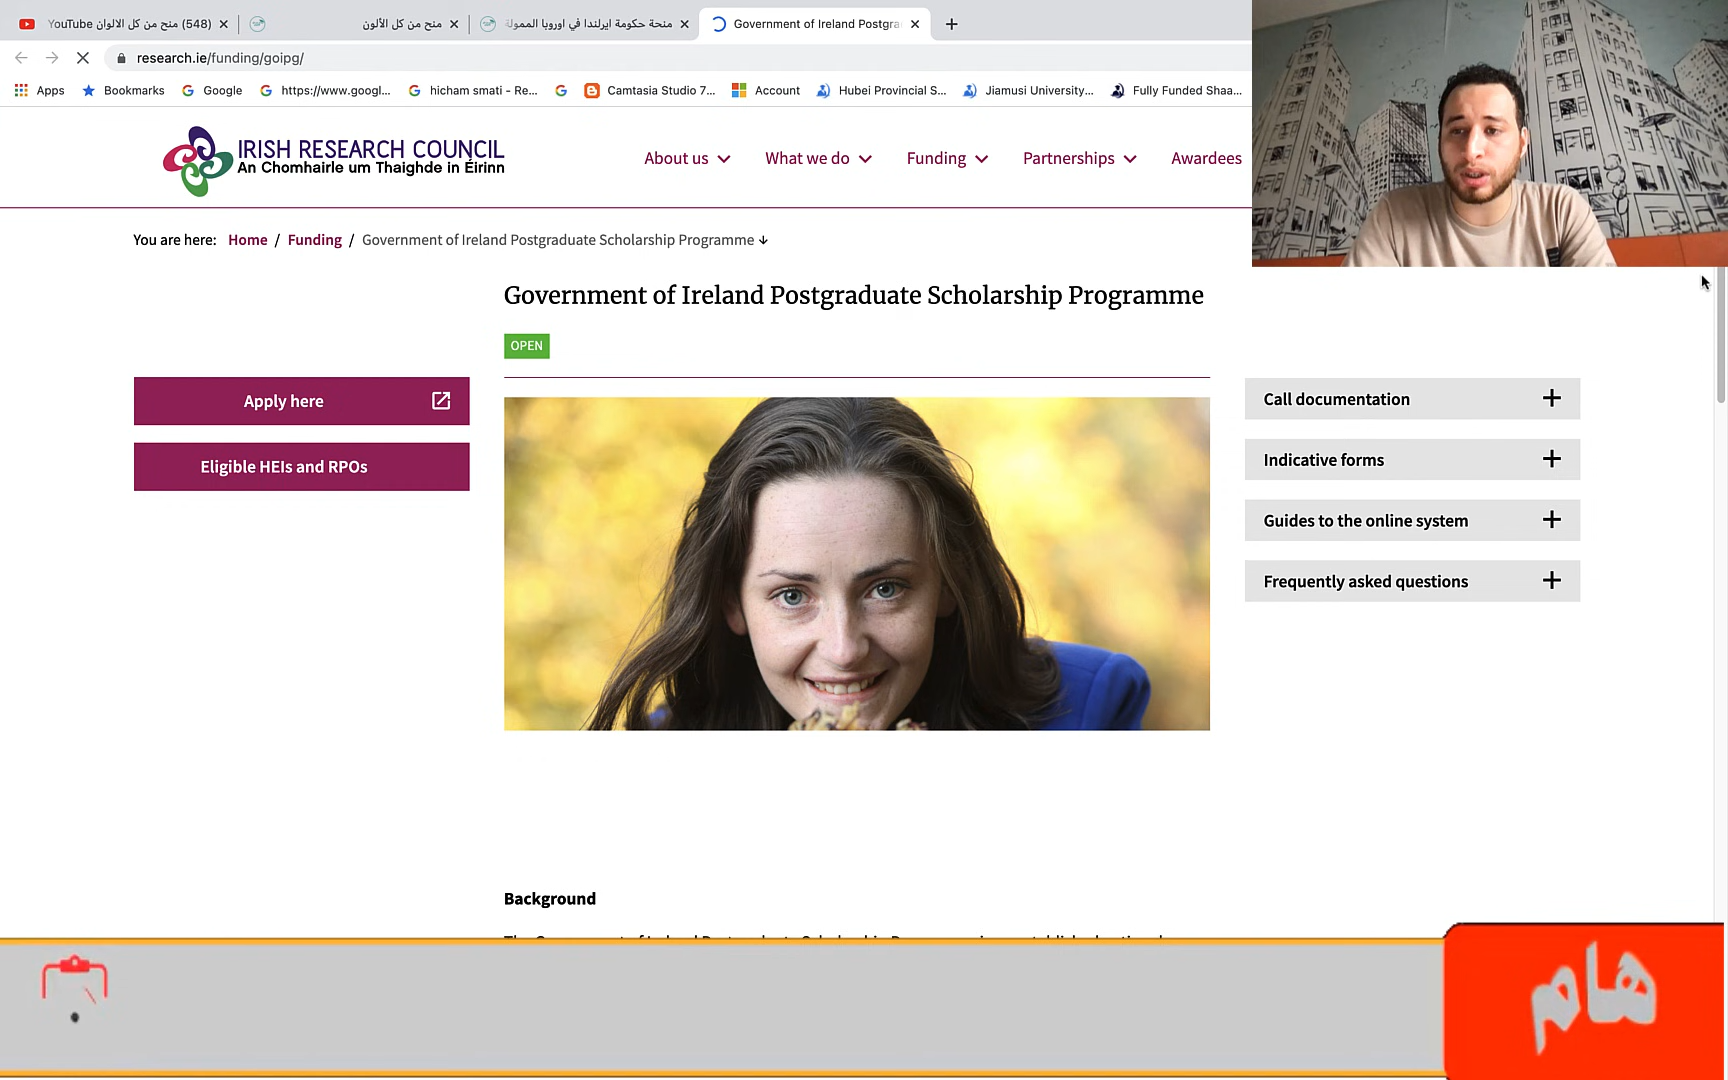 YouTube منح من كل الالوان (548)
منح من كل الألون
منحة حكومة ايرلندا في اوروبا الممولة
Government of Ireland Postgra
research.ie/funding/goipg/
Apps
Bookmarks
Google
https://www.googl...
hicham smati - Re...
Camtasia Studio 7...
Account
Hubei Provincial S...
Jiamusi University...
Fully Funded Shaa...
IRISH RESEARCH COUNCIL
An Chomhairle um Thaighde in Éirinn
About us
What we do
Funding
Partnerships
Awardees
You are here: Home / Funding / Government of Ireland Postgraduate Scholarship Programme
Government of Ireland Postgraduate Scholarship Programme
OPEN
Apply here
Eligible HEIs and RPOs
Call documentation
Indicative forms
Guides to the online system
Frequently asked questions
Background
هام